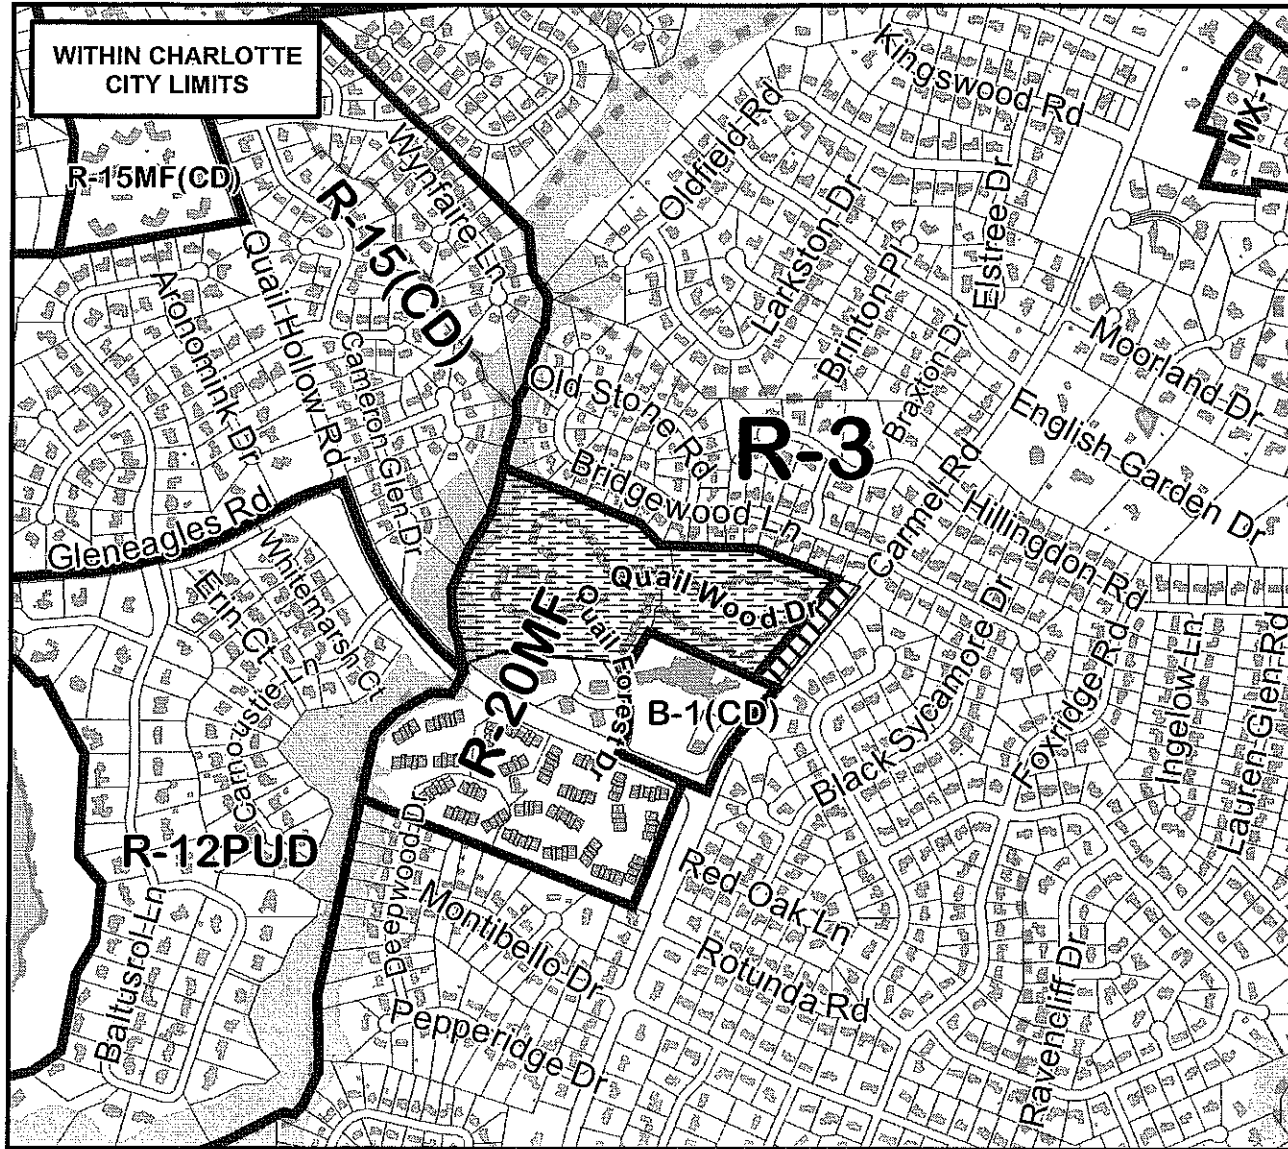 WITHIN CHARLOTTE
CITY LIMITS
Kingswood Rd
MX-1
R-15MF(CD)
Wynfaire Ln
Oldfield Rd
R-15(CD)
Larkston Dr
Elstree Dr
Quail Hollow Rd
Aronomink Dr
Brinton Pl
Moorland Dr
Cameron Glen Dr
Braxton Dr
Old Stone Rd
R-3
English Garden Dr
Bridgewood Ln
Carmel Rd
Hillingdon Rd
Gleneagles Rd
Whitemarsh Ct
Erin Ct
Quail Wood Dr
Carnoustie Ln
R-20MF
Quail Forest Dr
B-1(CD)
Black Sycamore Dr
Foxridge Rd
Ingelow Ln
Lauren Glen Rd
R-12PUD
Deepwood Dr
Red Oak Ln
Montibello Dr
Rotunda Rd
Baltusrol Ln
Pepperidge Dr
Ravencliff Dr